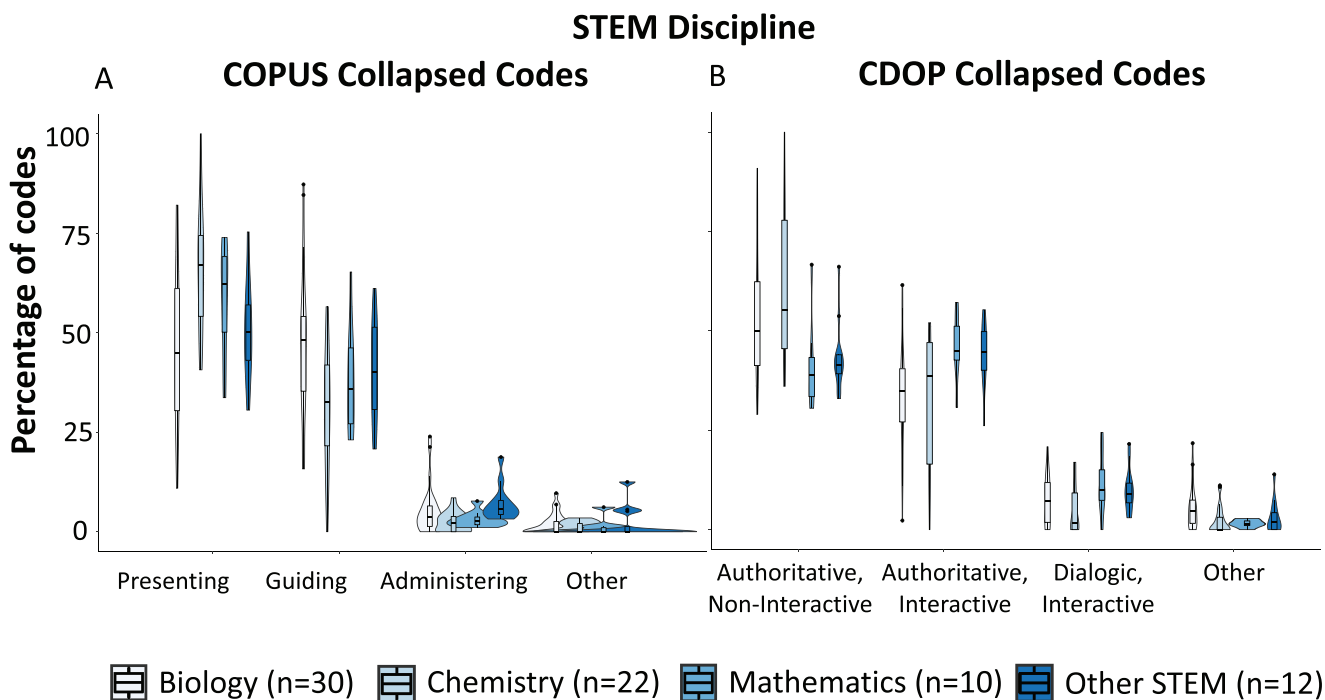 STEM Discipline
A
COPUS Collapsed Codes
B
CDOP Collapsed Codes
Percentage of codes
100
75
50
25
0
Presenting
Guiding
Administering
Other
Authoritative,
Non-Interactive
Authoritative,
Interactive
Dialogic,
Interactive
Other
Biology (n=30)
Chemistry (n=22)
Mathematics (n=10)
Other STEM (n=12)